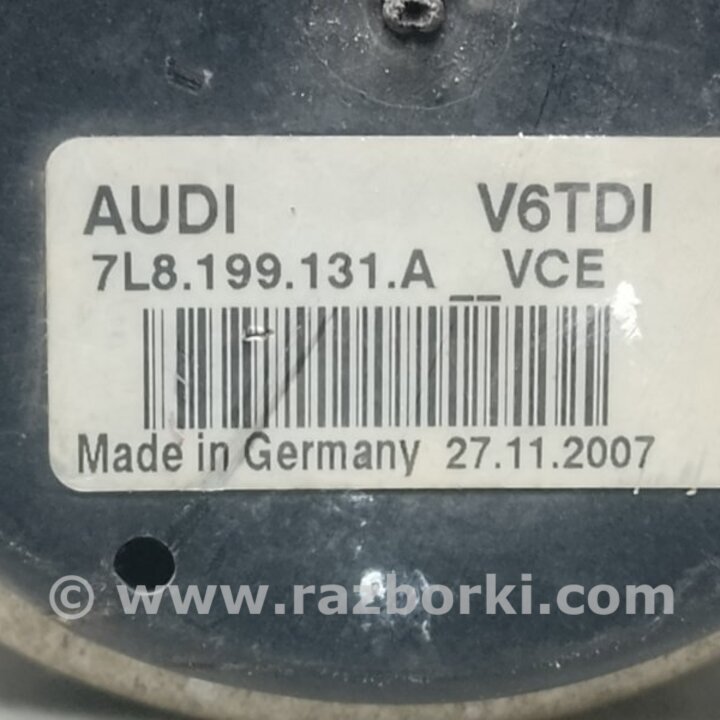 AUDI V6TDI
7L8.199.131.A __VCE
Made in Germany 27.11.2007
© www.razborki.com